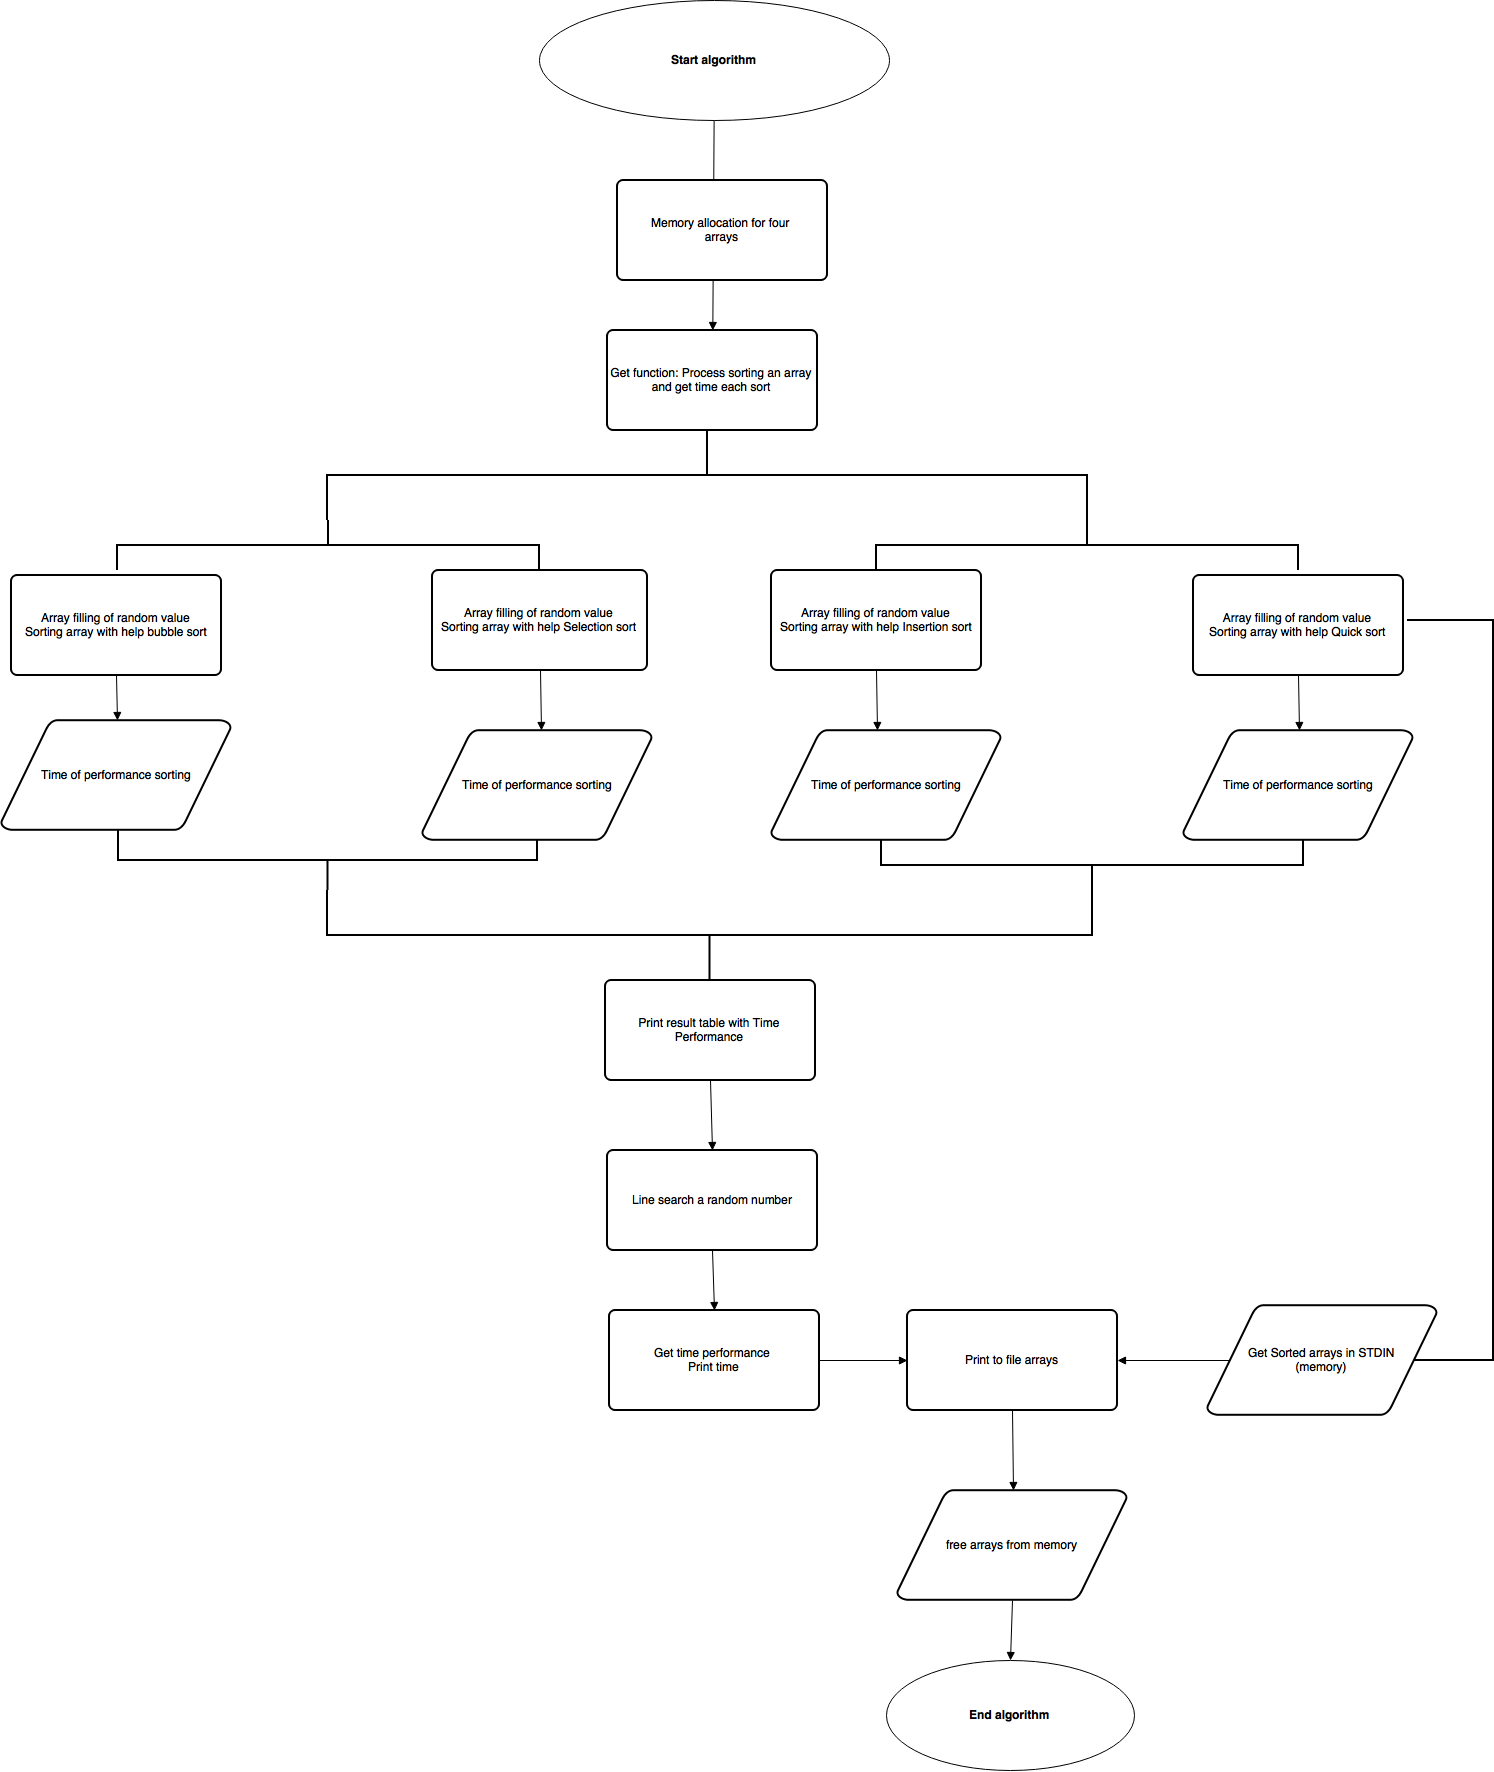 Start algorithm
Memory allocation for four
arrays
Get function: Process sorting an array
and get time each sort
Array filling of random value
Sorting array with help bubble sort
Array filling of random value
Sorting array with help Selection sort
Array filling of random value
Sorting array with help Insertion sort
Array filling of random value
Sorting array with help Quick sort
Time of performance sorting
Time of performance sorting
Time of performance sorting
Time of performance sorting
Print result table with Time
Performance
Line search a random number
Get time performance
Print time
Print to file arrays
Get Sorted arrays in STDIN
(memory)
free arrays from memory
End algorithm